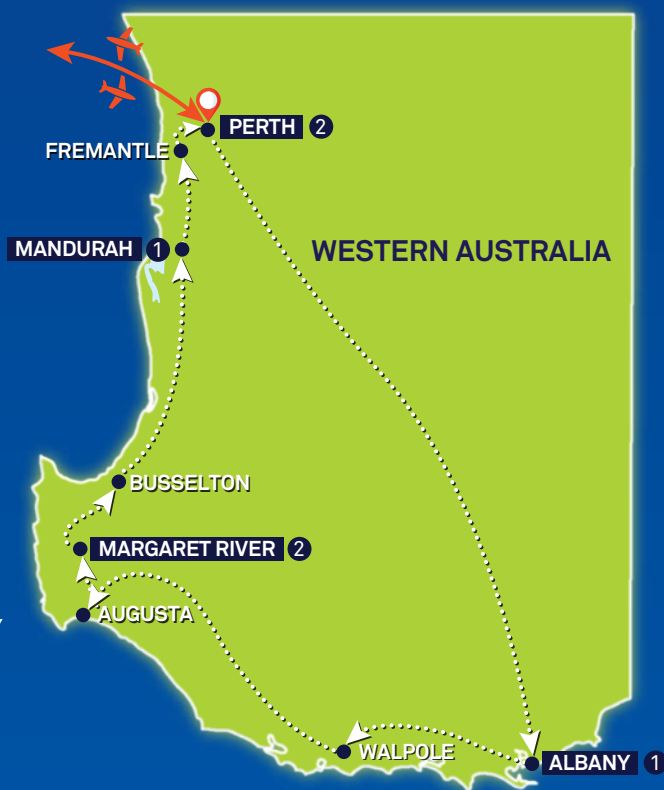 PERTH 2
FREMANTLE
MANDURAH 1
WESTERN AUSTRALIA
BUSSELTON
MARGARET RIVER 2
AUGUSTA
WALPOLE
ALBANY 1